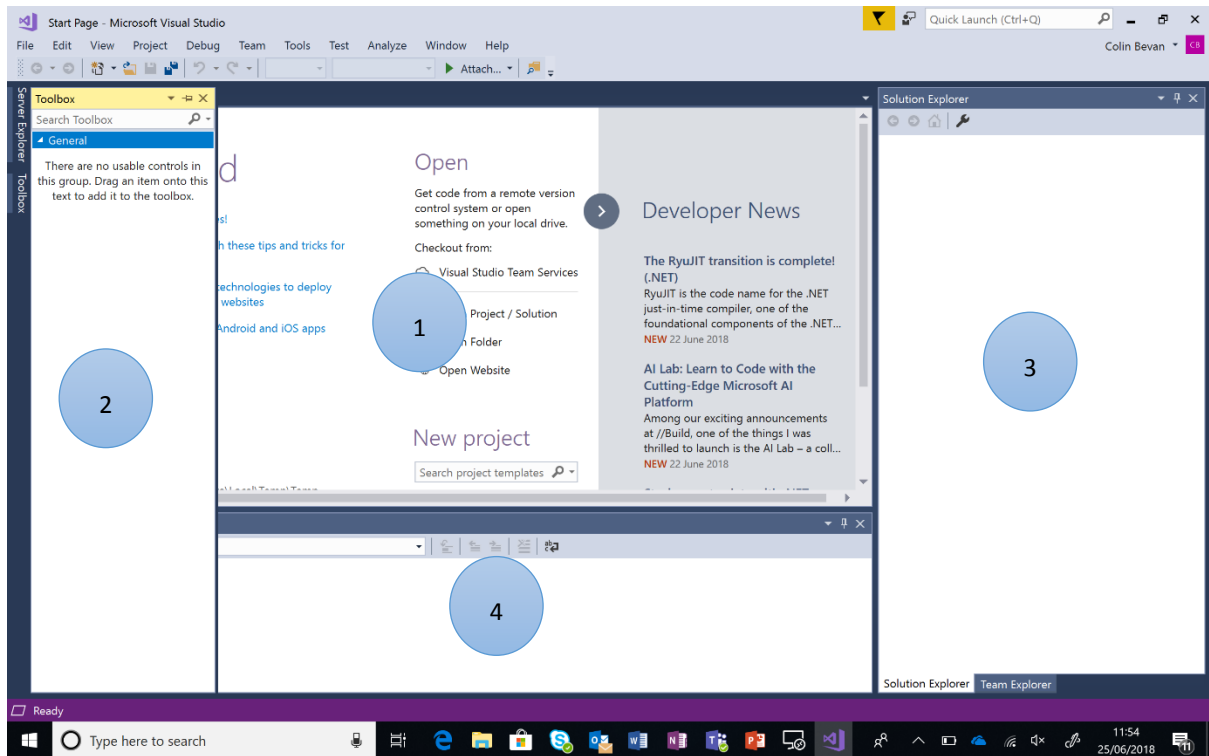 Start Page - Microsoft Visual Studio
Quick Launch (Ctrl+Q)
File Edit View Project Debug Team Tools Test Analyze Window Help
Colin Bevan CB
Attach...
Server Explorer
Toolbox
Toolbox
Search Toolbox
General
There are no usable controls in
this group. Drag an item onto this
text to add it to the toolbox.
2
d
es!
h these tips and tricks for
technologies to deploy
websites
Android and iOS apps
Open
Get code from a remote version
control system or open
something on your local drive.
Checkout from:
Visual Studio Team Services
Project / Solution
Folder
Open Website
1
New project
Search project templates
Developer News
The RyuJIT transition is complete!
(.NET)
RyuJIT is the code name for the .NET
just-in-time compiler, one of the
foundational components of the .NET...
NEW 22 June 2018
AI Lab: Learn to Code with the
Cutting-Edge Microsoft AI
Platform
Among our exciting announcements
at //Build, one of the things I was
thrilled to launch is the AI Lab – a coll...
NEW 22 June 2018
4
Solution Explorer
3
Solution Explorer Team Explorer
Ready
Type here to search
11:54
25/06/2018
11